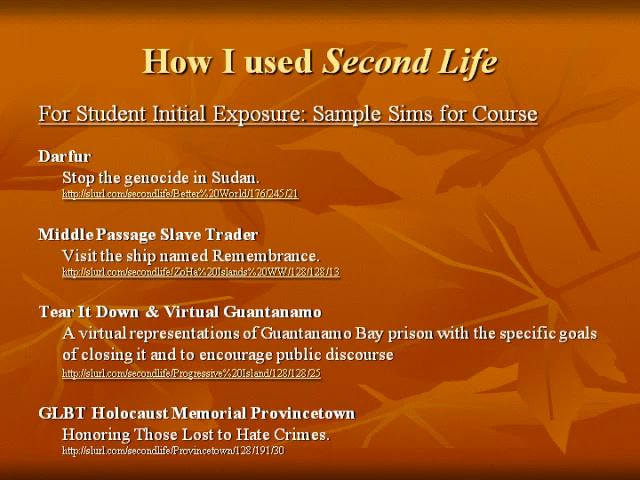 How I used Second Life
For Student Initial Exposure: Sample Sims for Course
Darfur
Stop the genocide in Sudan.
http://slurl.com/secondlife/Better%20World/176/245/21
Middle Passage Slave Trader
Visit the ship named Remembrance.
http://slurl.com/secondlife/ZoHa%20Islands%20WW/128/128/13
Tear It Down & Virtual Guantanamo
A virtual representations of Guantanamo Bay prison with the specific goals
of closing it and to encourage public discourse
http://slurl.com/secondlife/Progressive%20Island/128/128/25
GLBT Holocaust Memorial Provincetown
Honoring Those Lost to Hate Crimes.
http://slurl.com/secondlife/Provincetown/128/191/30